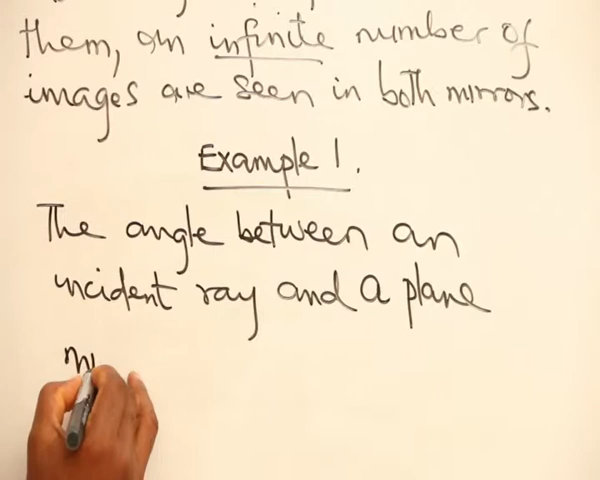 them, an infinite number of
images are seen in both mirrors.
Example 1.
The angle between an
incident ray and a plane